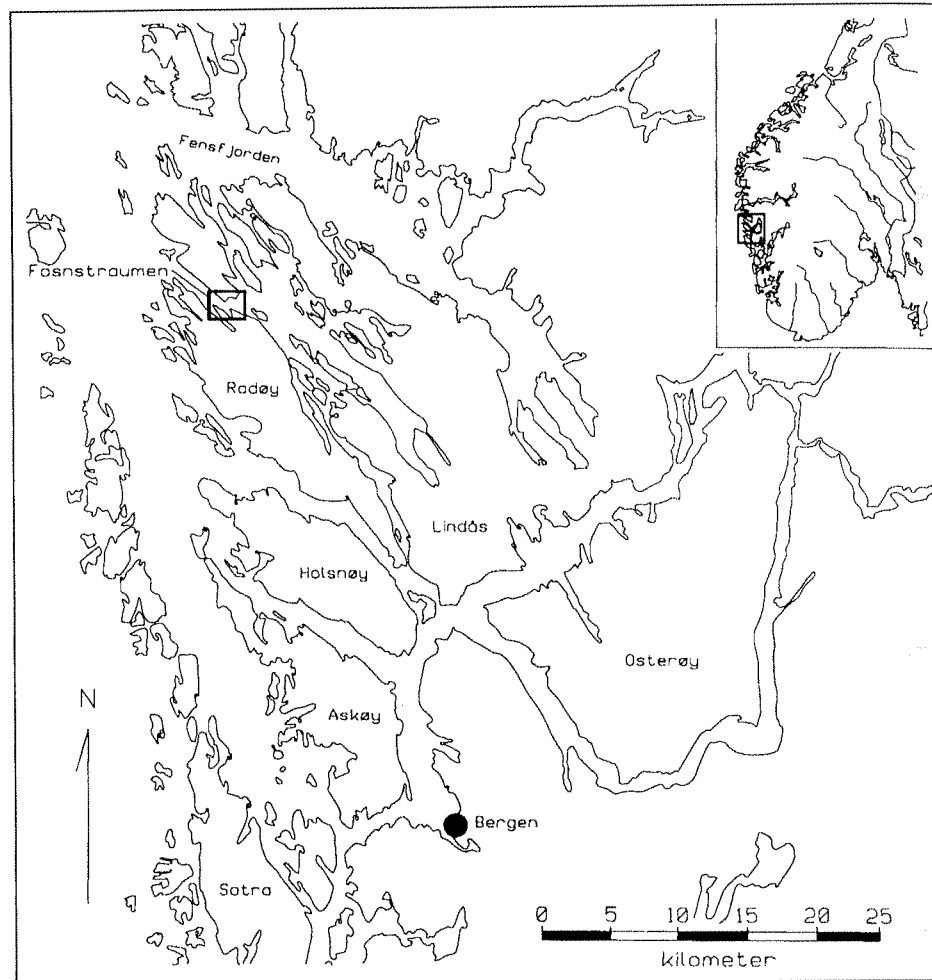 Fensfjorden
Fosnstraumen
Radøy
Lindås
Holsnøy
Osterøy
N
Askøy
Bergen
Sotra
0 5 10 15 20 25
kilometer